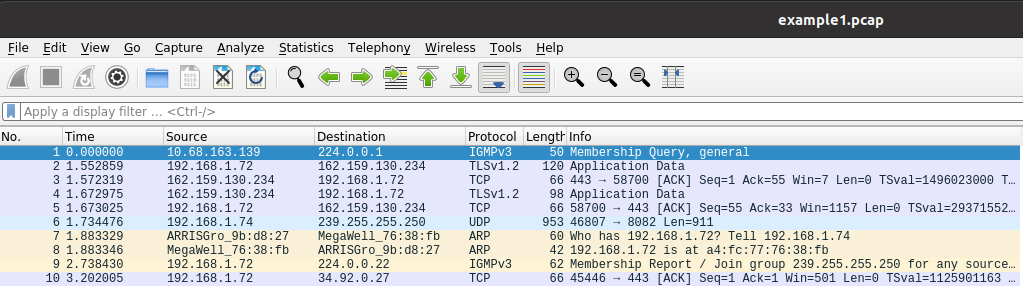 example1.pcap
File Edit View Go Capture Analyze Statistics Telephony Wireless Tools Help
Apply a display filter ... <Ctrl-/>
No. Time Source Destination Protocol Length Info
1 0.000000 10.68.163.139 224.0.0.1 IGMPv3 50 Membership Query, general
2 1.552859 192.168.1.72 162.159.130.234 TLSv1.2 120 Application Data
3 1.572319 162.159.130.234 192.168.1.72 TCP 66 443 → 58700 [ACK] Seq=1 Ack=55 Win=7 Len=0 TSval=1496023000 T…
4 1.672975 162.159.130.234 192.168.1.72 TLSv1.2 98 Application Data
5 1.673025 192.168.1.72 162.159.130.234 TCP 66 58700 → 443 [ACK] Seq=55 Ack=33 Win=1157 Len=0 TSval=29371552…
6 1.734476 192.168.1.74 239.255.255.250 UDP 953 46807 → 8082 Len=911
7 1.883329 ARRISGro_9b:d8:27 MegaWell_76:38:fb ARP 60 Who has 192.168.1.72? Tell 192.168.1.74
8 1.883346 MegaWell_76:38:fb ARRISGro_9b:d8:27 ARP 42 192.168.1.72 is at a4:fc:77:76:38:fb
9 2.738430 192.168.1.72 224.0.0.22 IGMPv3 62 Membership Report / Join group 239.255.255.250 for any source…
10 3.202005 192.168.1.72 34.92.0.27 TCP 66 45446 → 443 [ACK] Seq=1 Ack=1 Win=501 Len=0 TSval=1125901163 …